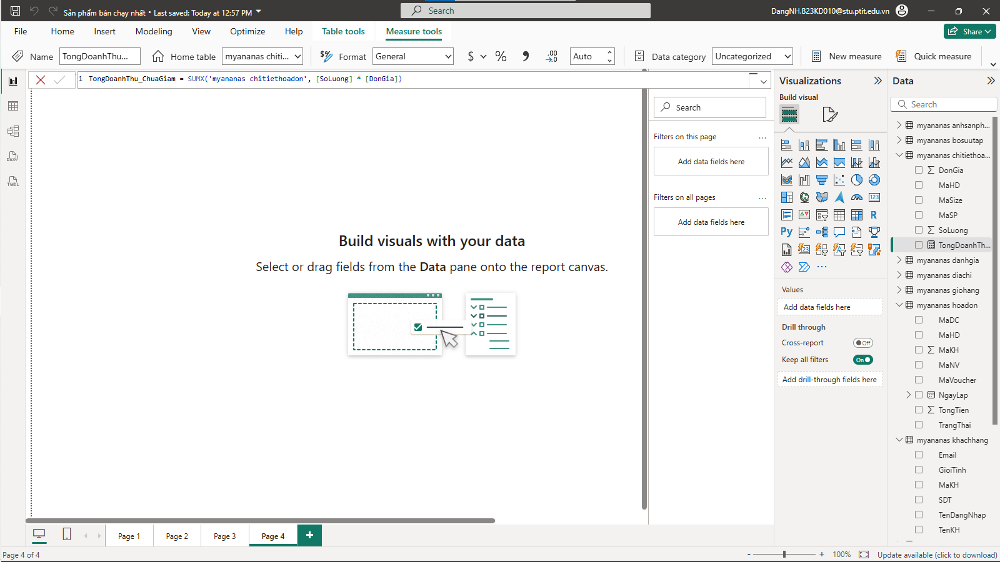 Sản phẩm bán chạy nhất • Last saved: Today at 12:57 PM
Search
DangNH.B23KD010@stu.ptit.edu.vn
File Home Insert Modeling View Optimize Help Table tools Measure tools
Share
Name TongDoanhThu... Home table myananas chiti... Format General $ % , .00 Auto Data category Uncategorized New measure Quick measure
1 TongDoanhThu_ChuaGiam = SUMX('myananas chitiethoadon', [SoLuong] * [DonGia])
Build visuals with your data
Select or drag fields from the Data pane onto the report canvas.
Search
Filters on this page ...
Add data fields here
Filters on all pages ...
Add data fields here
Visualizations
Build visual
123
R
Py
123
...
Values
Add data fields here
Drill through
Cross-report Off
Keep all filters On
Add drill-through fields here
Data
Search
myananas anhsanph...
myananas bosuutap
myananas chitiethoa...
DonGia
MaHD
MaSize
MaSP
SoLuong
TongDoanhTh...
myananas danhgia
myananas diachi
myananas giohang
myananas hoadon
MaDC
MaHD
MaKH
MaNV
MaVoucher
NgayLap
TongTien
TrangThai
myananas khachhang
Email
GioiTinh
MaKH
SDT
TenDangNhap
TenKH
DAX
TMDL
Page 1 Page 2 Page 3 Page 4 +
Page 4 of 4
- + 100% Update available (click to download)